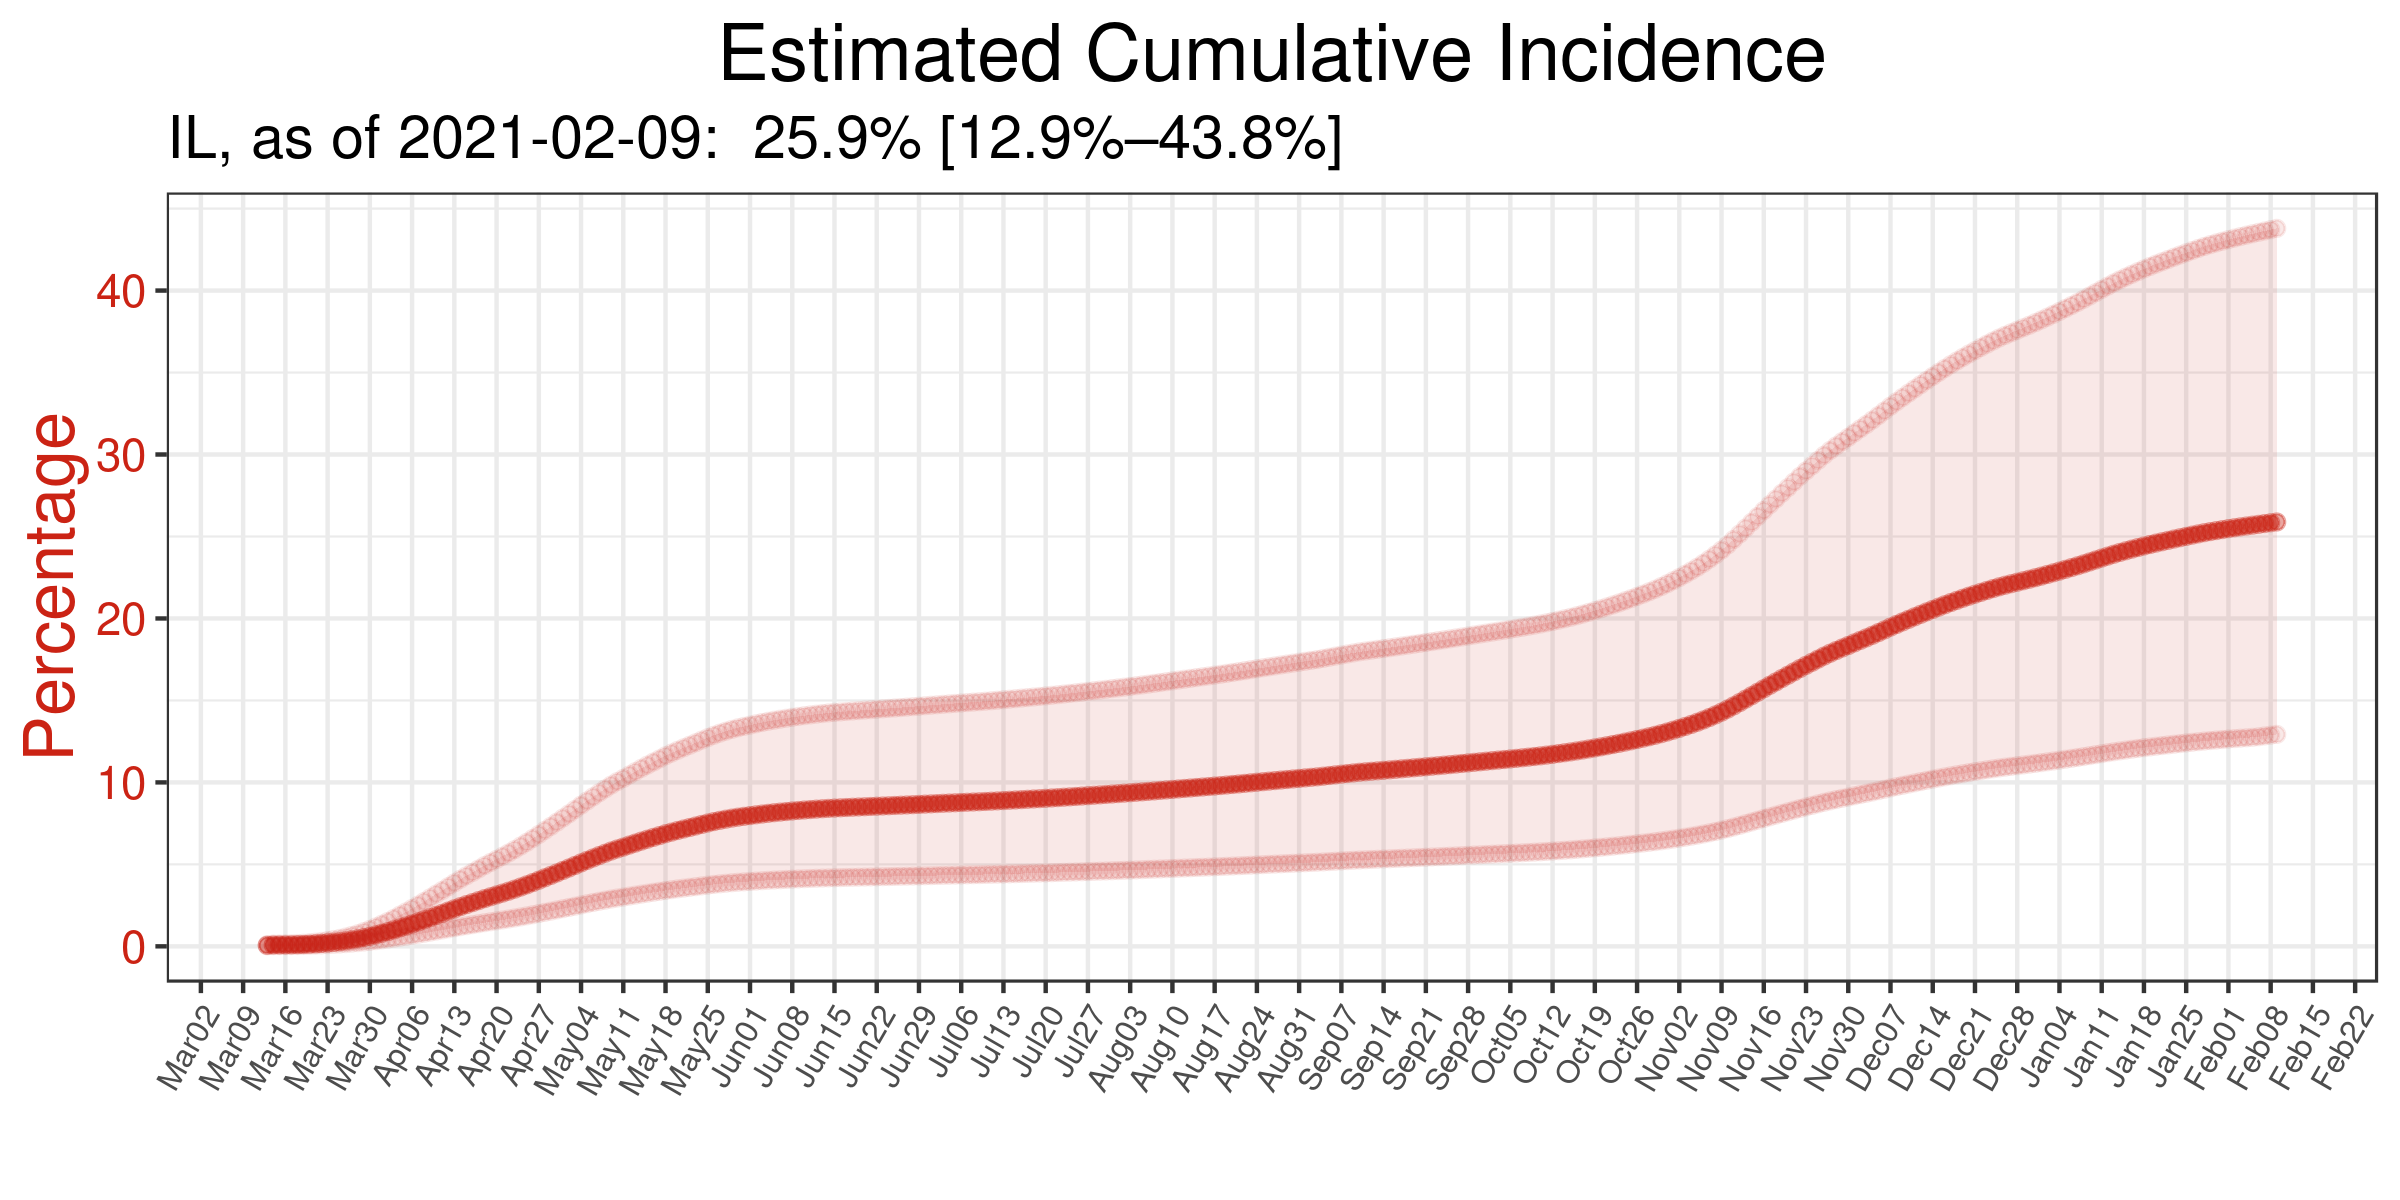 Estimated Cumulative Incidence
IL, as of 2021-02-09:  25.9% [12.9%–43.8%]
Percentage
40
30
20
10
0
Mar02
Mar09
Mar16
Mar23
Mar30
Apr06
Apr13
Apr20
Apr27
May04
May11
May18
May25
Jun01
Jun08
Jun15
Jun22
Jun29
Jul06
Jul13
Jul20
Jul27
Aug03
Aug10
Aug17
Aug24
Aug31
Sep07
Sep14
Sep21
Sep28
Oct05
Oct12
Oct19
Oct26
Nov02
Nov09
Nov16
Nov23
Nov30
Dec07
Dec14
Dec21
Dec28
Jan04
Jan11
Jan18
Jan25
Feb01
Feb08
Feb15
Feb22